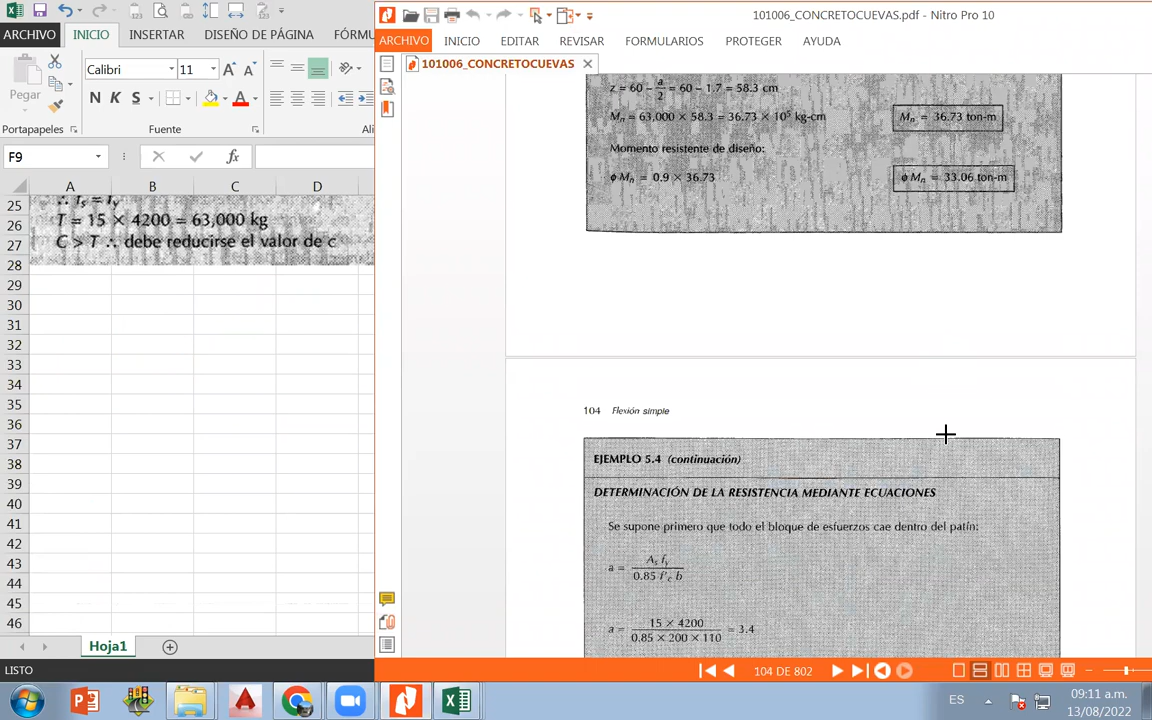 101006_CONCRETOCUEVAS.pdf - Nitro Pro 10
ARCHIVO INICIO INSERTAR DISEÑO DE PÁGINA FÓRMU
ARCHIVO INICIO EDITAR REVISAR FORMULARIOS PROTEGER AYUDA
101006_CONCRETOCUEVAS
Pegar
Calibri 11
N K S
Portapapeles Fuente Ali
F9
fx
A B C D
25
26
27
28
29
30
31
32
33
34
35
36
37
38
39
40
41
42
43
44
45
46
∴ fs = fy
T = 15 × 4200 = 63,000 kg
C > T ∴ debe reducirse el valor de c
z = 60 – a/2 = 60 – 1.7 = 58.3 cm
Mn = 63,000 × 58.3 = 36.73 × 10⁵ kg-cm
Mn = 36.73 ton-m
Momento resistente de diseño:
ϕ Mn = 0.9 × 36.73
ϕ Mn = 33.06 ton-m
104 Flexión simple
EJEMPLO 5.4 (continuación)
DETERMINACIÓN DE LA RESISTENCIA MEDIANTE ECUACIONES
Se supone primero que todo el bloque de esfuerzos cae dentro del patín:
a = As fy / 0.85 f'c b
a = 15 × 4200 / 0.85 × 200 × 110 = 3.4
Hoja1
LISTO
104 DE 802
ES
09:11 a.m.
13/08/2022